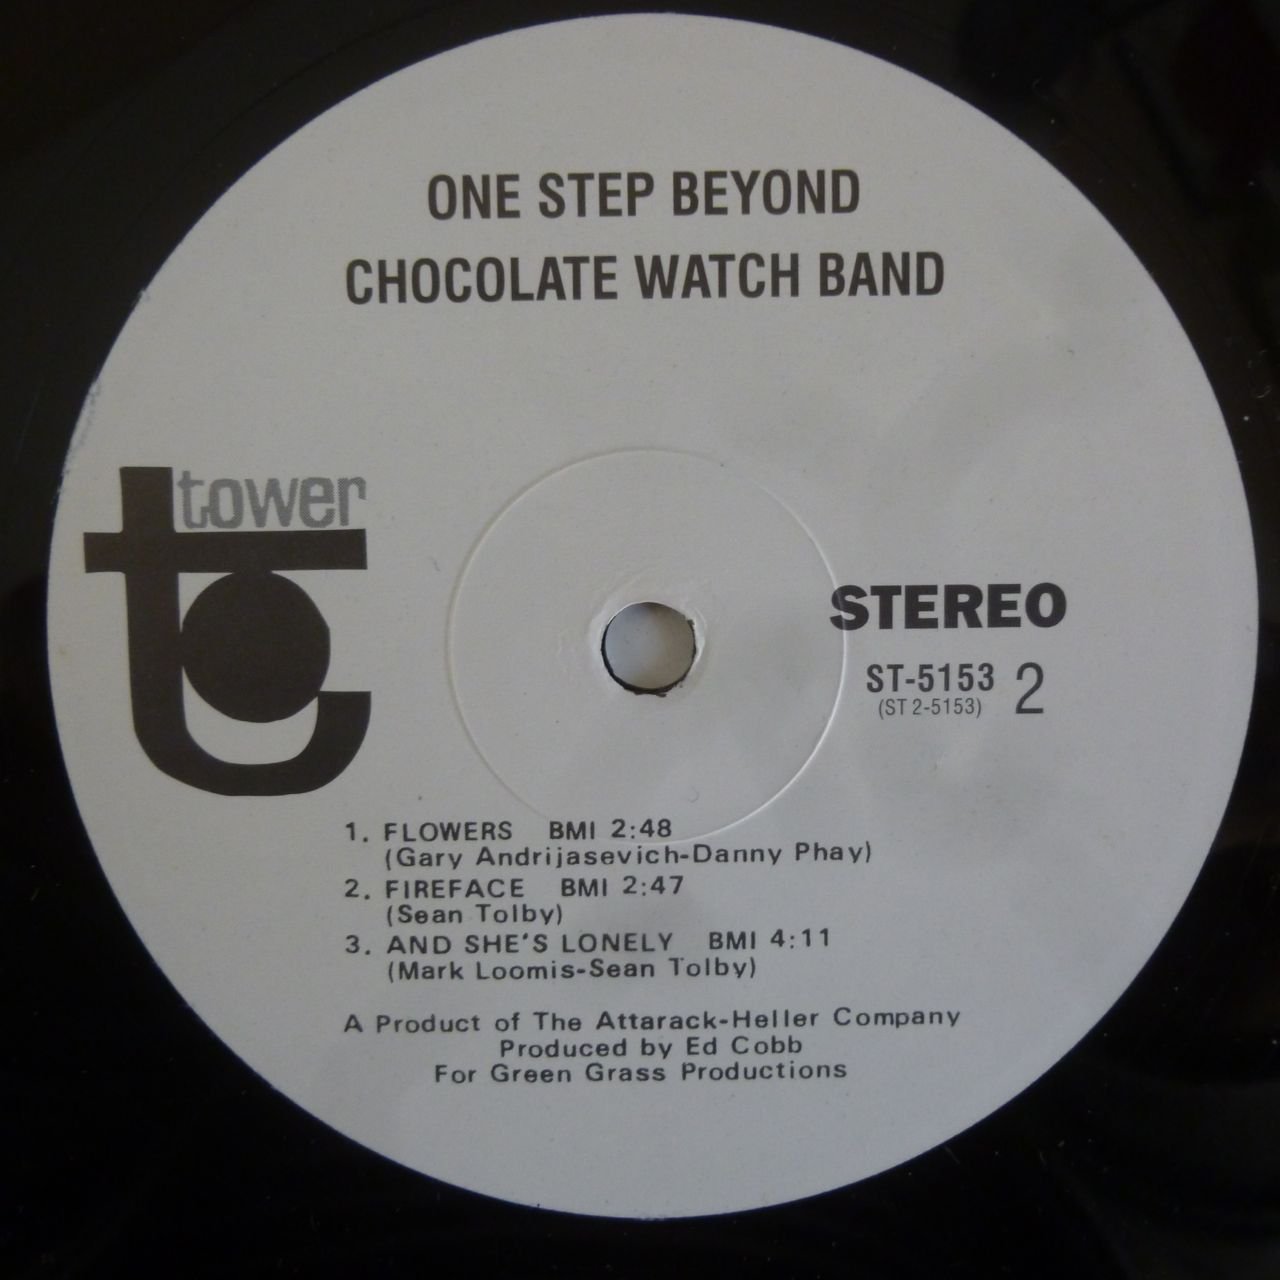 ONE STEP BEYOND
CHOCOLATE WATCH BAND
tower
STEREO
ST-5153 2
(ST 2-5153)
1. FLOWERS BMI 2:48
(Gary Andrijasevich-Danny Phay)
2. FIREFACE BMI 2:47
(Sean Tolby)
3. AND SHE'S LONELY BMI 4:11
(Mark Loomis-Sean Tolby)
A Product of The Attarack-Heller Company
Produced by Ed Cobb
For Green Grass Productions